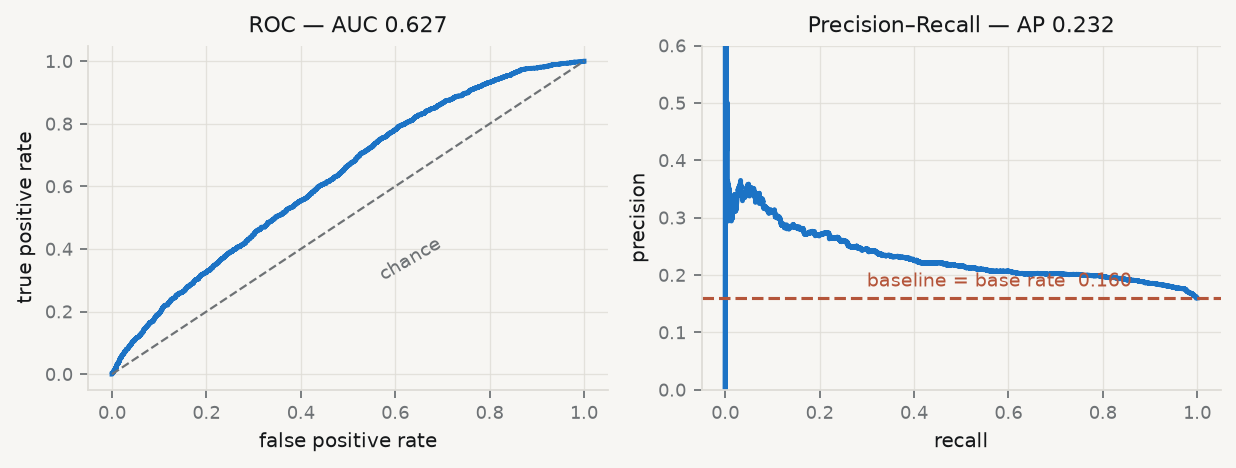 ROC — AUC 0.627
true positive rate
1.0
0.8
0.6
0.4
0.2
0.0
chance
0.0 0.2 0.4 0.6 0.8 1.0
false positive rate
Precision–Recall — AP 0.232
precision
0.6
0.5
0.4
0.3
0.2
0.1
0.0
baseline = base rate 0.160
0.0 0.2 0.4 0.6 0.8 1.0
recall